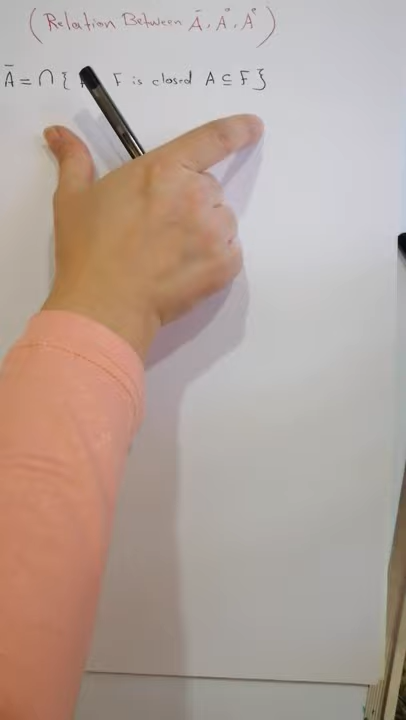 (Relation Between Ā, A°, A°)
Ā = ∩ { F is closed A ⊆ F }